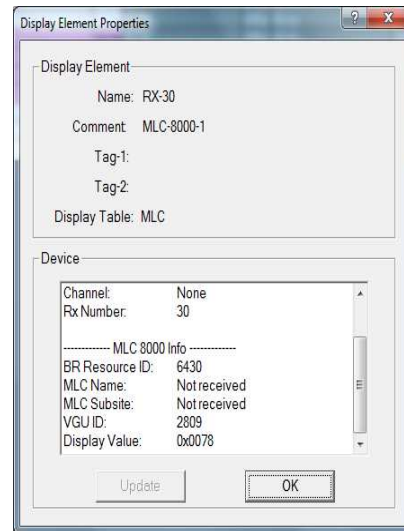 Display Element Properties
? X
Display Element
Name: RX-30
Comment: MLC-8000-1
Tag-1:
Tag-2:
Display Table: MLC
Device
Channel: None
Rx Number: 30
------------ MLC 8000 Info ------------
BR Resource ID: 6430
MLC Name: Not received
MLC Subsite: Not received
VGU ID: 2809
Display Value: 0x0078
Update OK